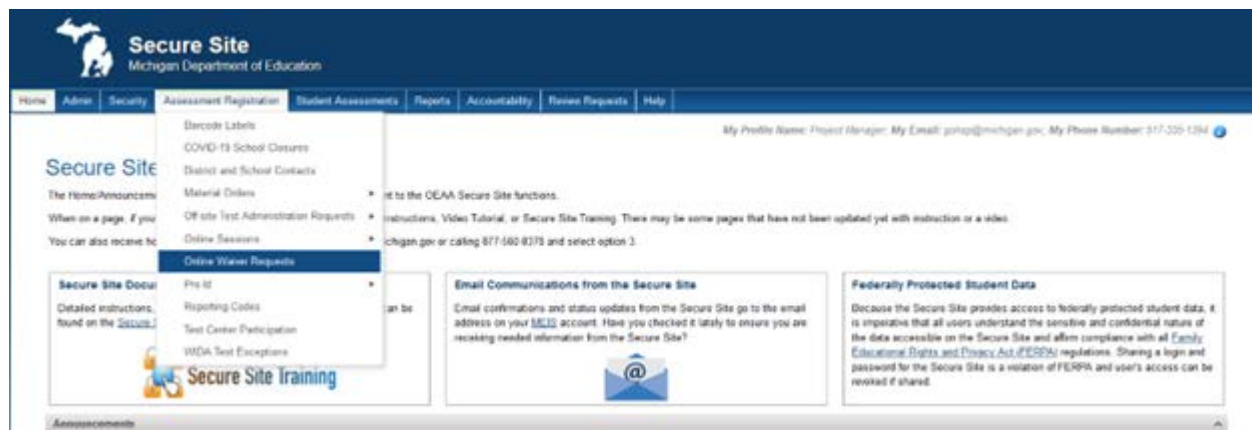 Secure Site
Michigan Department of Education
Home Admin Security Assessment Registration Student Assessments Reports Accountability Review Requests Help
My Profile Name: Project Manager; My Email: @michigan.gov; My Phone Number:
Barcode Labels
COVID-19 School Closures
District and School Contacts
Material Orders
Off site Test Administration Requests
Online Sessions
Online Waiver Requests
Pre Id
Reporting Codes
Test Center Participation
WIDA Test Exceptions
Secure Site
The Home/Announcem nt to the OEAA Secure Site functions.
When on a page, if you instructions, Video Tutorial, or Secure Site Training. There may be some pages that have not been updated yet with instruction or a video.
You can also receive he chigan.gov or calling 877-560-8378 and select option 3.
Secure Site Docu
Detailed instructions, can be
found on the Secure
Secure Site Training
Email Communications from the Secure Site
Email confirmations and status updates from the Secure Site go to the email
address on your MEIS account. Have you checked it lately to ensure you are
receiving needed information from the Secure Site?
@
Federally Protected Student Data
Because the Secure Site provides access to federally protected student data, it
is imperative that all users understand the sensitive and confidential nature of
the data accessible on the Secure Site and affirm compliance with all Family
Educational Rights and Privacy Act (FERPA) regulations. Sharing a login and
password for the Secure Site is a violation of FERPA and user's access can be
revoked if shared.
Announcements